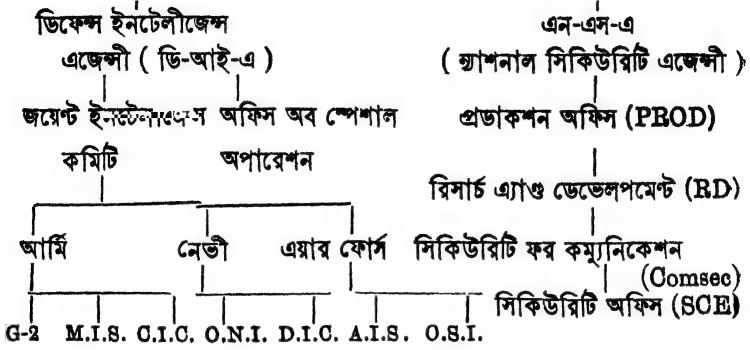 ডিফেন্স ইনটেলীজেন্স
এজেন্সী ( ডি-আই-এ )
জয়েন্ট অফিস অব স্পেশাল
কমিটি অপারেশন
আর্মি নেভী এয়ার ফোর্স
G-2 M.I.S. C.I.C. O.N.I. D.I.C. A.I.S. O.S.I.
এন-এস-এ
( ন্যাশনাল সিকিউরিটি এজেন্সী )
প্রডাকশন অফিস (PROD)
রিসার্চ এ্যাণ্ড ডেভেলপমেণ্ট (RD)
সিকিউরিটি ফর কম্যুনিকেশন
(Comsec)
সিকিউরিটি অফিস (SCE)